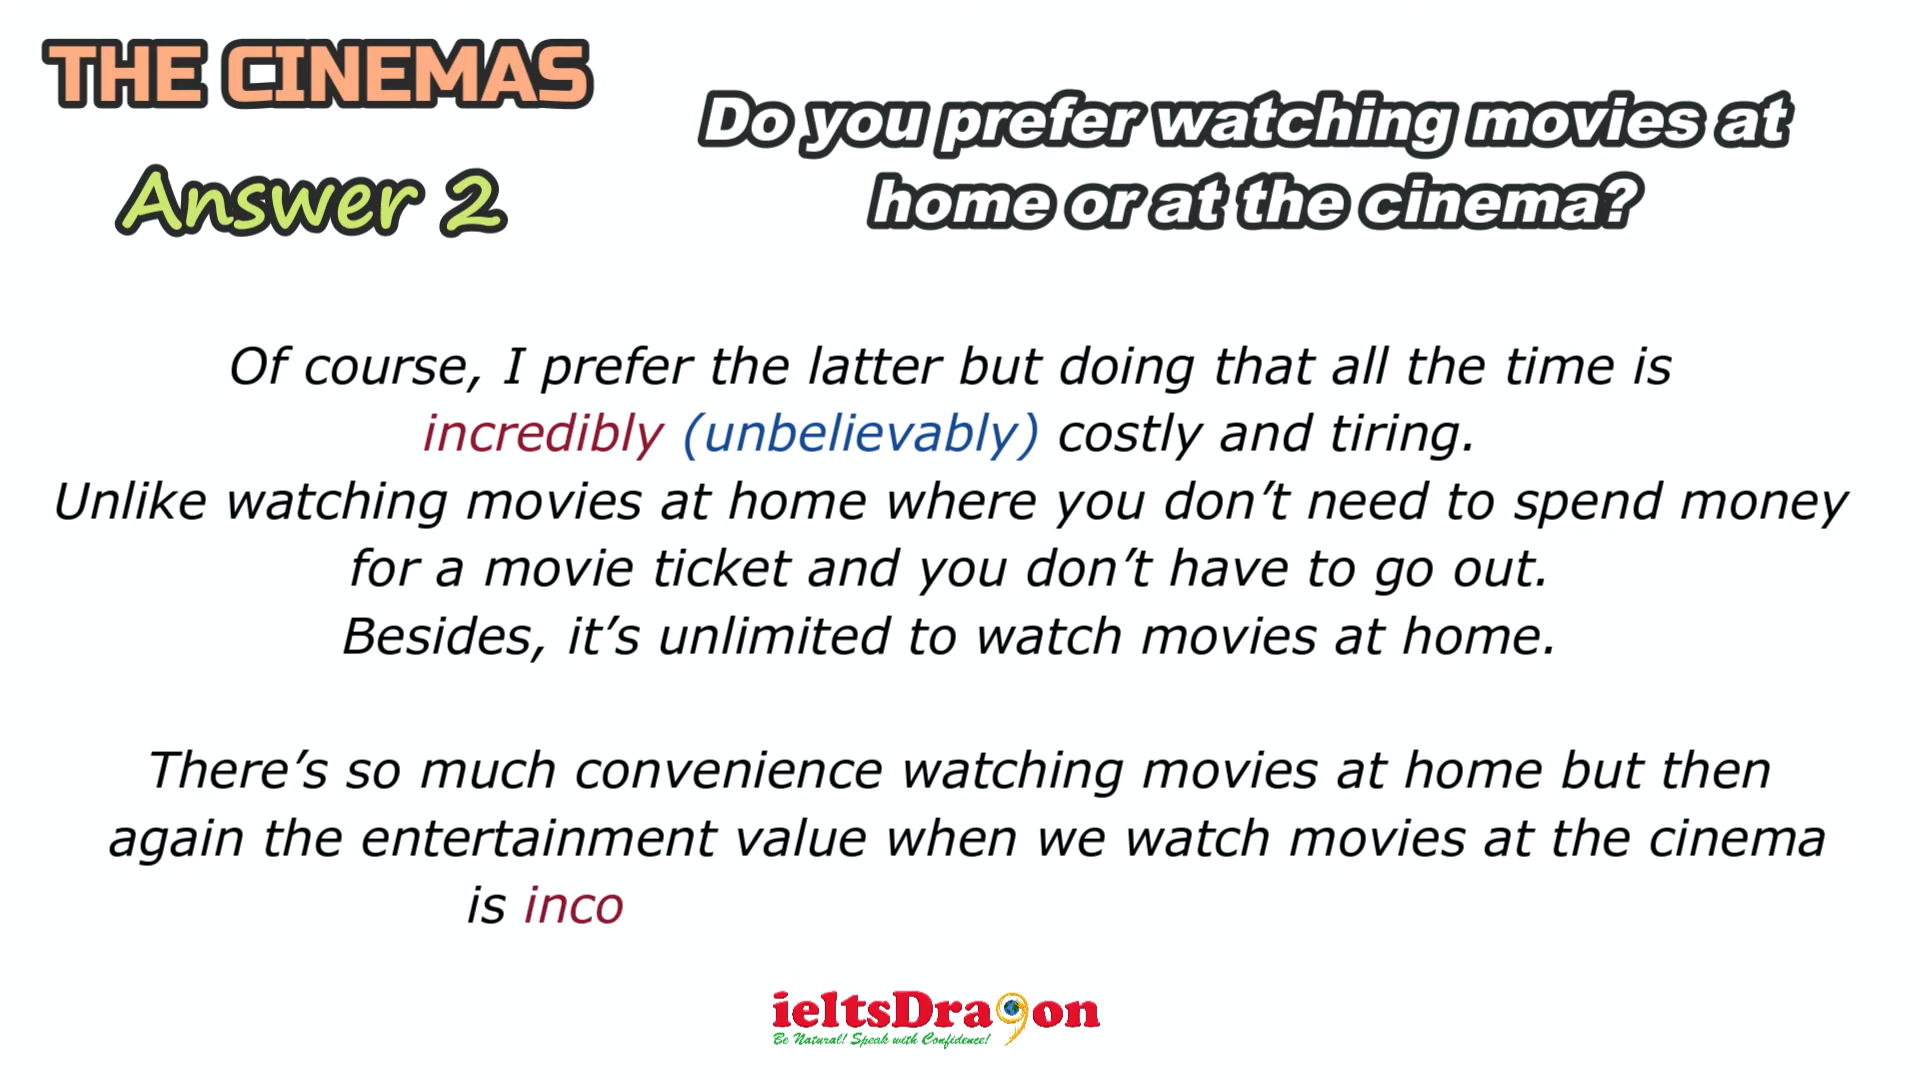 THE CINEMAS
Answer 2
Do you prefer watching movies at
home or at the cinema?
Of course, I prefer the latter but doing that all the time is
incredibly (unbelievably) costly and tiring.
Unlike watching movies at home where you don’t need to spend money
for a movie ticket and you don’t have to go out.
Besides, it’s unlimited to watch movies at home.
There’s so much convenience watching movies at home but then
again the entertainment value when we watch movies at the cinema
is inco
ieltsDragon
Be Natural! Speak with Confidence!